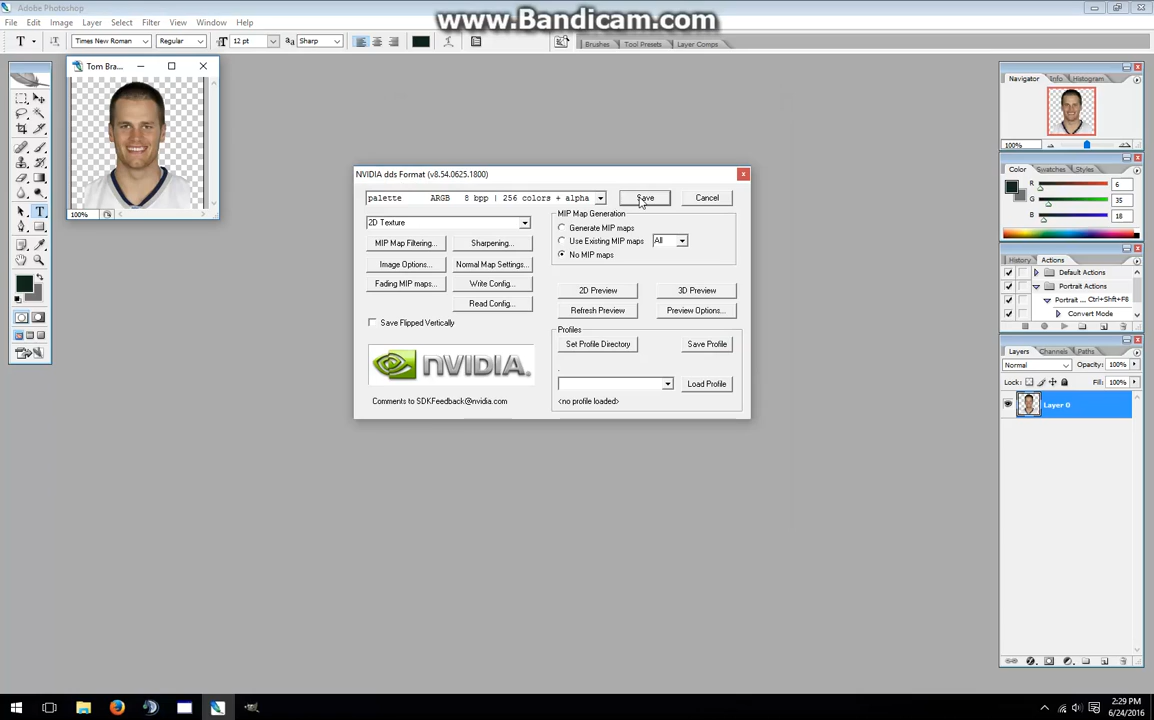 Adobe Photoshop
www.Bandicam.com
File Edit Image Layer Select Filter View Window Help
T Times New Roman Regular T 12 pt aa Sharp Brushes Tool Presets Layer Comps
Tom Bra...
100%
Navigator Info Histogram
100%
Color Swatches Styles
R 6
G 35
B 18
History Actions
Default Actions
Portrait Actions
Portrait ... Ctrl+Shft+F8
Convert Mode
Layers Channels Paths
Normal Opacity: 100%
Lock: Fill: 100%
Layer 0
NVIDIA dds Format (v8.54.0625.1800)
palette ARGB 8 bpp | 256 colors + alpha Save Cancel
2D Texture
MIP Map Generation
Generate MIP maps
Use Existing MIP maps All
No MIP maps
MIP Map Filtering... Sharpening...
Image Options... Normal Map Settings...
Fading MIP maps... Write Config...
Read Config...
2D Preview 3D Preview
Refresh Preview Preview Options...
Save Flipped Vertically
Profiles
Set Profile Directory Save Profile
.
Load Profile
<no profile loaded>
NVIDIA.
Comments to SDKFeedback@nvidia.com
2:29 PM
6/24/2016